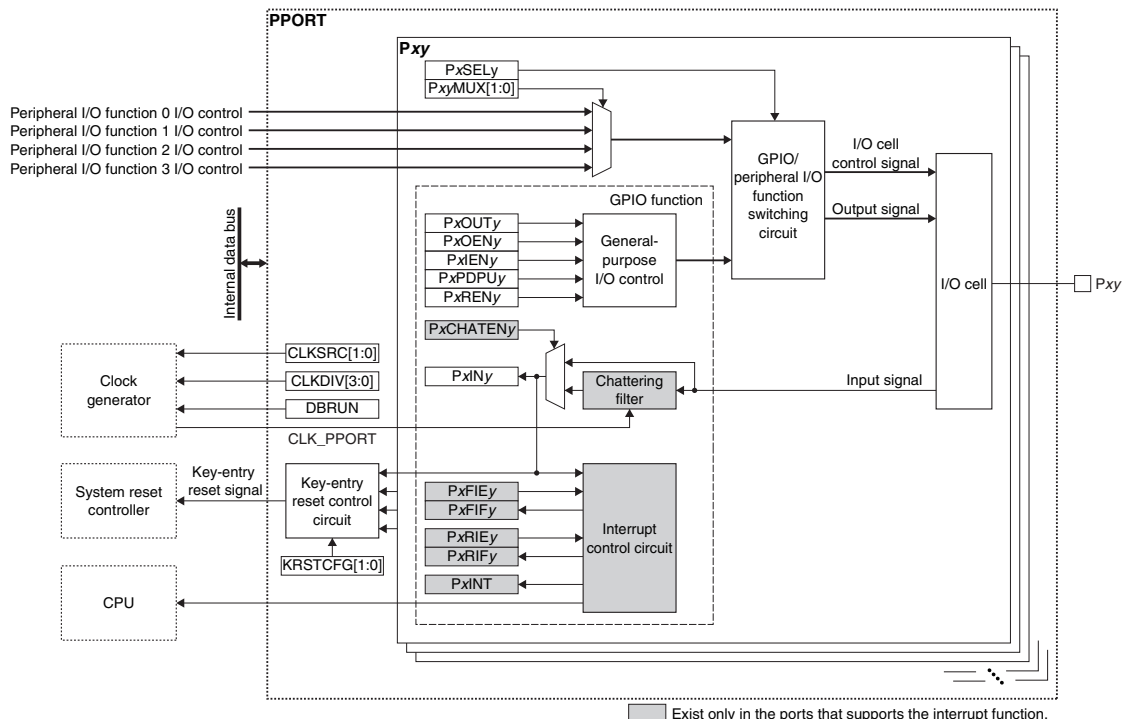 PPORT
Pxy
PxSELy
PxyMUX[1:0]
Peripheral I/O function 0 I/O control
Peripheral I/O function 1 I/O control
Peripheral I/O function 2 I/O control
Peripheral I/O function 3 I/O control
GPIO/
peripheral I/O
function
switching
circuit
I/O cell
control signal
Output signal
I/O cell
Pxy
Internal data bus
GPIO function
PxOUTy
PxOENy
PxIENy
PxPDPUy
PxRENy
General-
purpose
I/O control
PxCHATENy
PxINy
Chattering
filter
Input signal
Clock
generator
CLKSRC[1:0]
CLKDIV[3:0]
DBRUN
CLK_PPORT
System reset
controller
Key-entry
reset signal
Key-entry
reset control
circuit
KRSTCFG[1:0]
PxFIEy
PxFIFy
PxRIEy
PxRIFy
PxINT
Interrupt
control circuit
CPU
Exist only in the ports that supports the interrupt function.